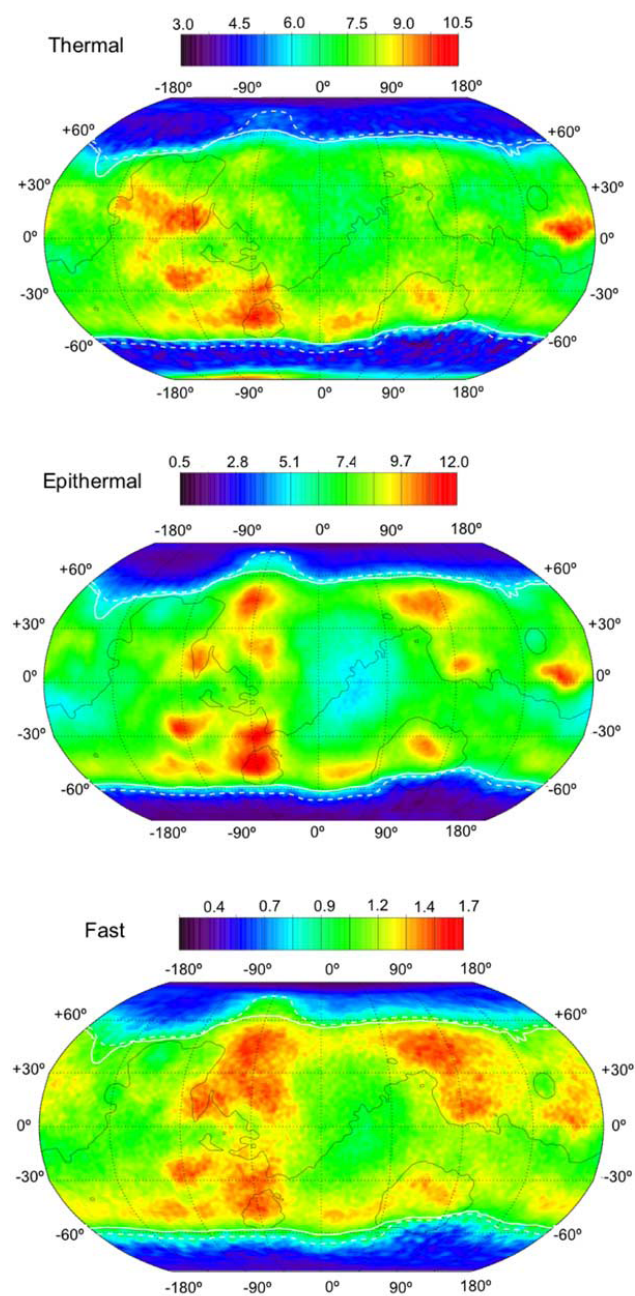 Thermal
3.0 4.5 6.0 7.5 9.0 10.5
-180º -90º 0º 90º 180º
+60º +60º
+30º +30º
0º 0º
-30º -30º
-60º -60º
-180º -90º 0º 90º 180º
Epithermal
0.5 2.8 5.1 7.4 9.7 12.0
-180º -90º 0º 90º 180º
+60º +60º
+30º +30º
0º 0º
-30º -30º
-60º -60º
-180º -90º 0º 90º 180º
Fast
0.4 0.7 0.9 1.2 1.4 1.7
-180º -90º 0º 90º 180º
+60º +60º
+30º +30º
0º 0º
-30º -30º
-60º -60º
-180º -90º 0º 90º 180º